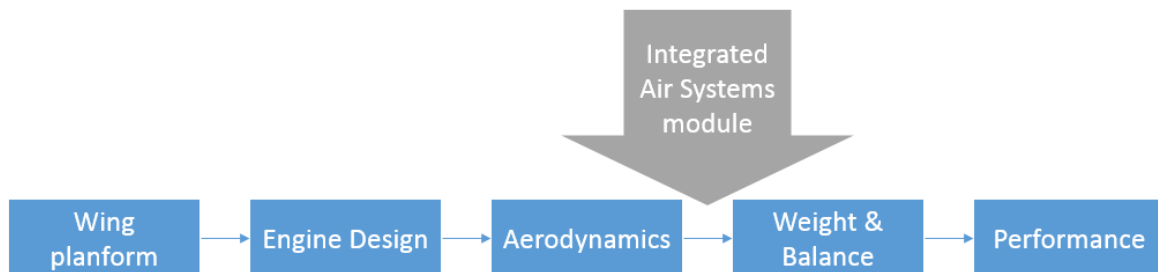 Integrated
Air Systems
module
Wing
planform
Engine Design
Aerodynamics
Weight &
Balance
Performance